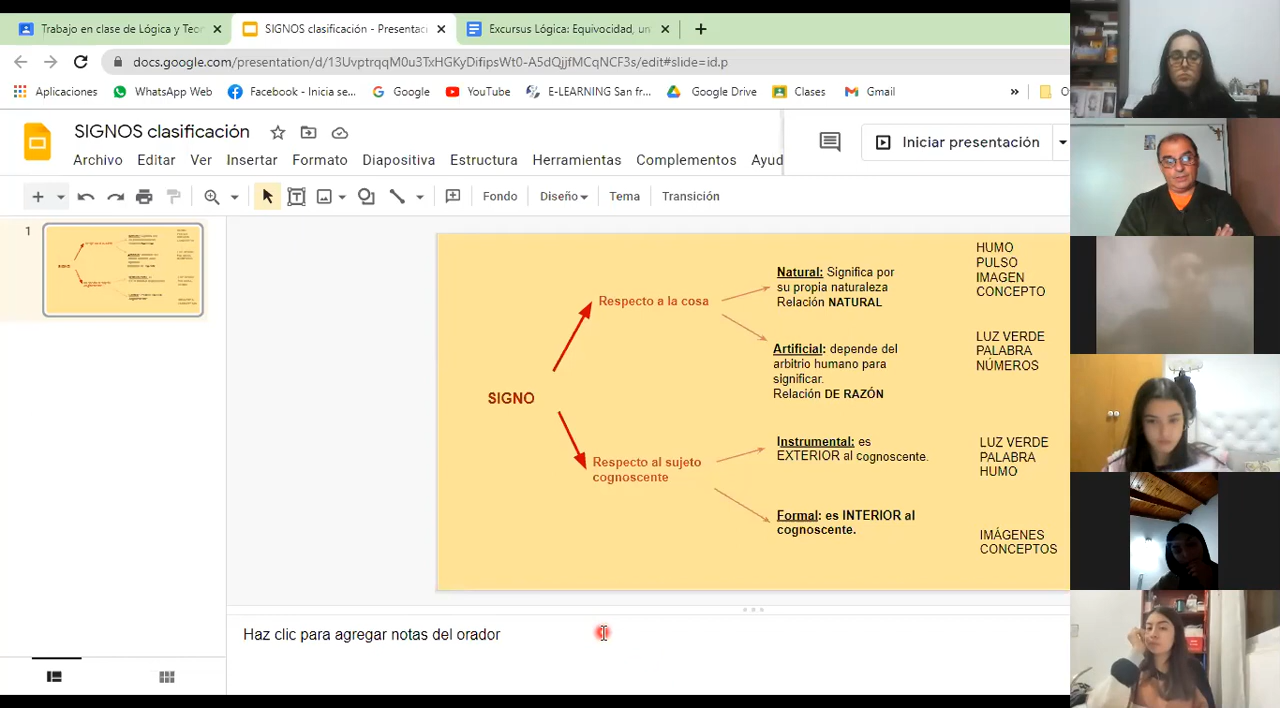 Trabajo en clase de Lógica y Teor
SIGNOS clasificación - Presentac
Excursus Lógica: Equivocidad, un
docs.google.com/presentation/d/13UvptrqqM0u3TxHGKyDifipsWt0-A5dQjjfMCqNCF3s/edit#slide=id.p
Aplicaciones
WhatsApp Web
Facebook - Inicia se...
Google
YouTube
E-LEARNING San fr...
Google Drive
Clases
Gmail
»
SIGNOS clasificación
Archivo Editar Ver Insertar Formato Diapositiva Estructura Herramientas Complementos Ayud
Iniciar presentación
Fondo Diseño Tema Transición
1
SIGNO
Respecto a la cosa
Natural: Significa por
su propia naturaleza
Relación NATURAL
HUMO
PULSO
IMAGEN
CONCEPTO
Artificial: depende del
arbitrio humano para
significar.
Relación DE RAZÓN
LUZ VERDE
PALABRA
NÚMEROS
Respecto al sujeto
cognoscente
Instrumental: es
EXTERIOR al cognoscente.
LUZ VERDE
PALABRA
HUMO
Formal: es INTERIOR al
cognoscente.
IMÁGENES
CONCEPTOS
Haz clic para agregar notas del orador